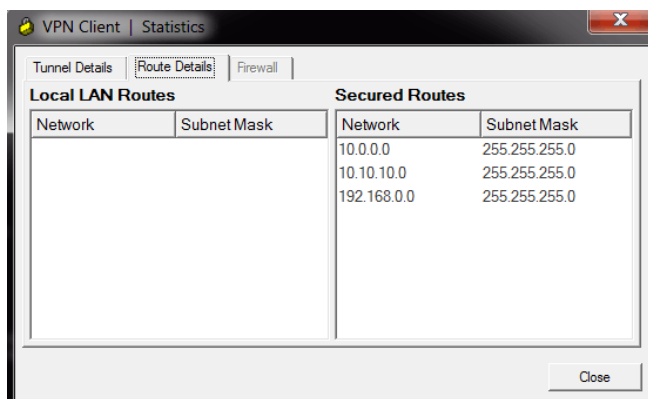 VPN Client | Statistics
X
Tunnel Details Route Details Firewall
Local LAN Routes Secured Routes
Network Subnet Mask Network Subnet Mask
10.0.0.0 255.255.255.0
10.10.10.0 255.255.255.0
192.168.0.0 255.255.255.0
Close